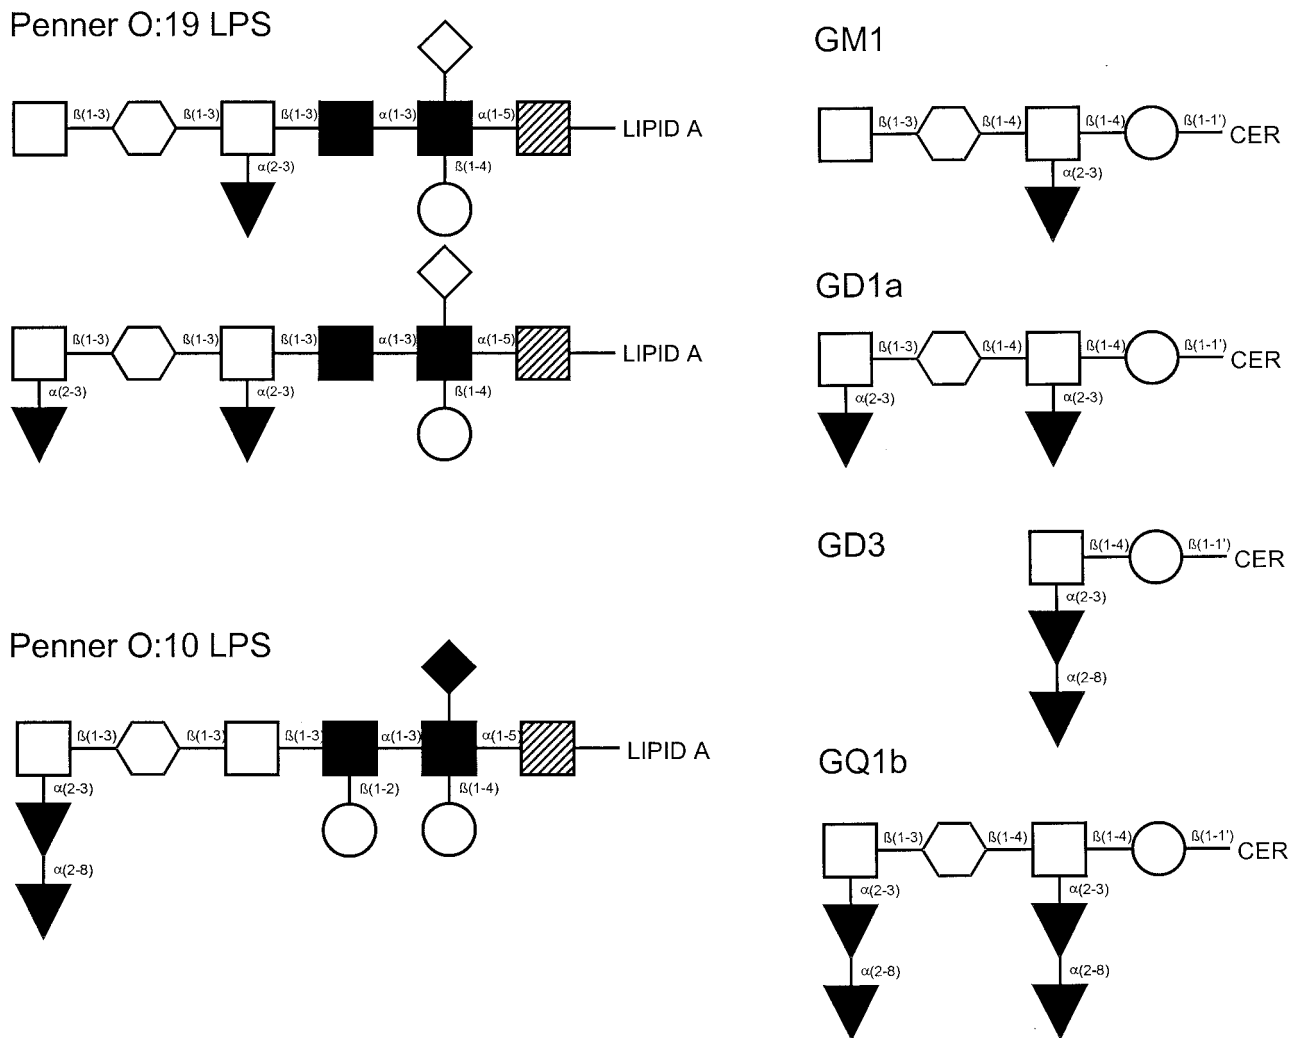 Penner O:19 LPS
ß(1-3) ß(1-3) ß(1-3) α(1-3) α(1-5) LIPID A
α(2-3) ß(1-4)
ß(1-3) ß(1-3) ß(1-3) α(1-3) α(1-5) LIPID A
α(2-3) α(2-3) ß(1-4)
Penner O:10 LPS
ß(1-3) ß(1-3) ß(1-3) α(1-3) α(1-5) LIPID A
α(2-3) ß(1-2) ß(1-4)
α(2-8)
GM1
ß(1-3) ß(1-4) ß(1-4) ß(1-1') CER
α(2-3)
GD1a
ß(1-3) ß(1-4) ß(1-4) ß(1-1') CER
α(2-3) α(2-3)
GD3
ß(1-4) ß(1-1') CER
α(2-3)
α(2-8)
GQ1b
ß(1-3) ß(1-4) ß(1-4) ß(1-1') CER
α(2-3) α(2-3)
α(2-8) α(2-8)